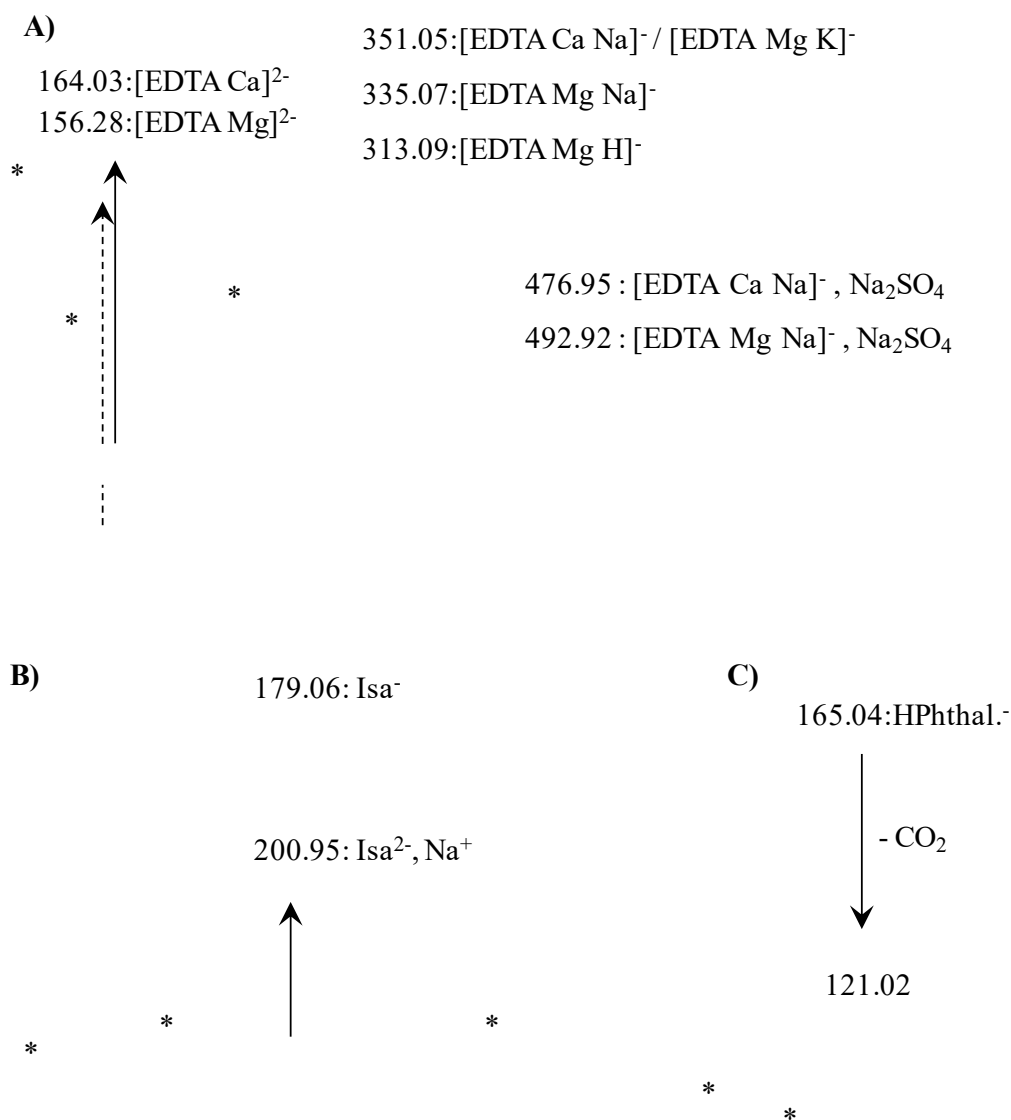 A)
164.03:[EDTA Ca]²⁻
156.28:[EDTA Mg]²⁻
351.05:[EDTA Ca Na]⁻ / [EDTA Mg K]⁻
335.07:[EDTA Mg Na]⁻
313.09:[EDTA Mg H]⁻
*
*
*
476.95 : [EDTA Ca Na]⁻ , Na₂SO₄
492.92 : [EDTA Mg Na]⁻ , Na₂SO₄
B)
179.06: Isa⁻
200.95: Isa²⁻, Na⁺
*
*
*
C)
165.04:HPhthal.⁻
- CO₂
121.02
*
*